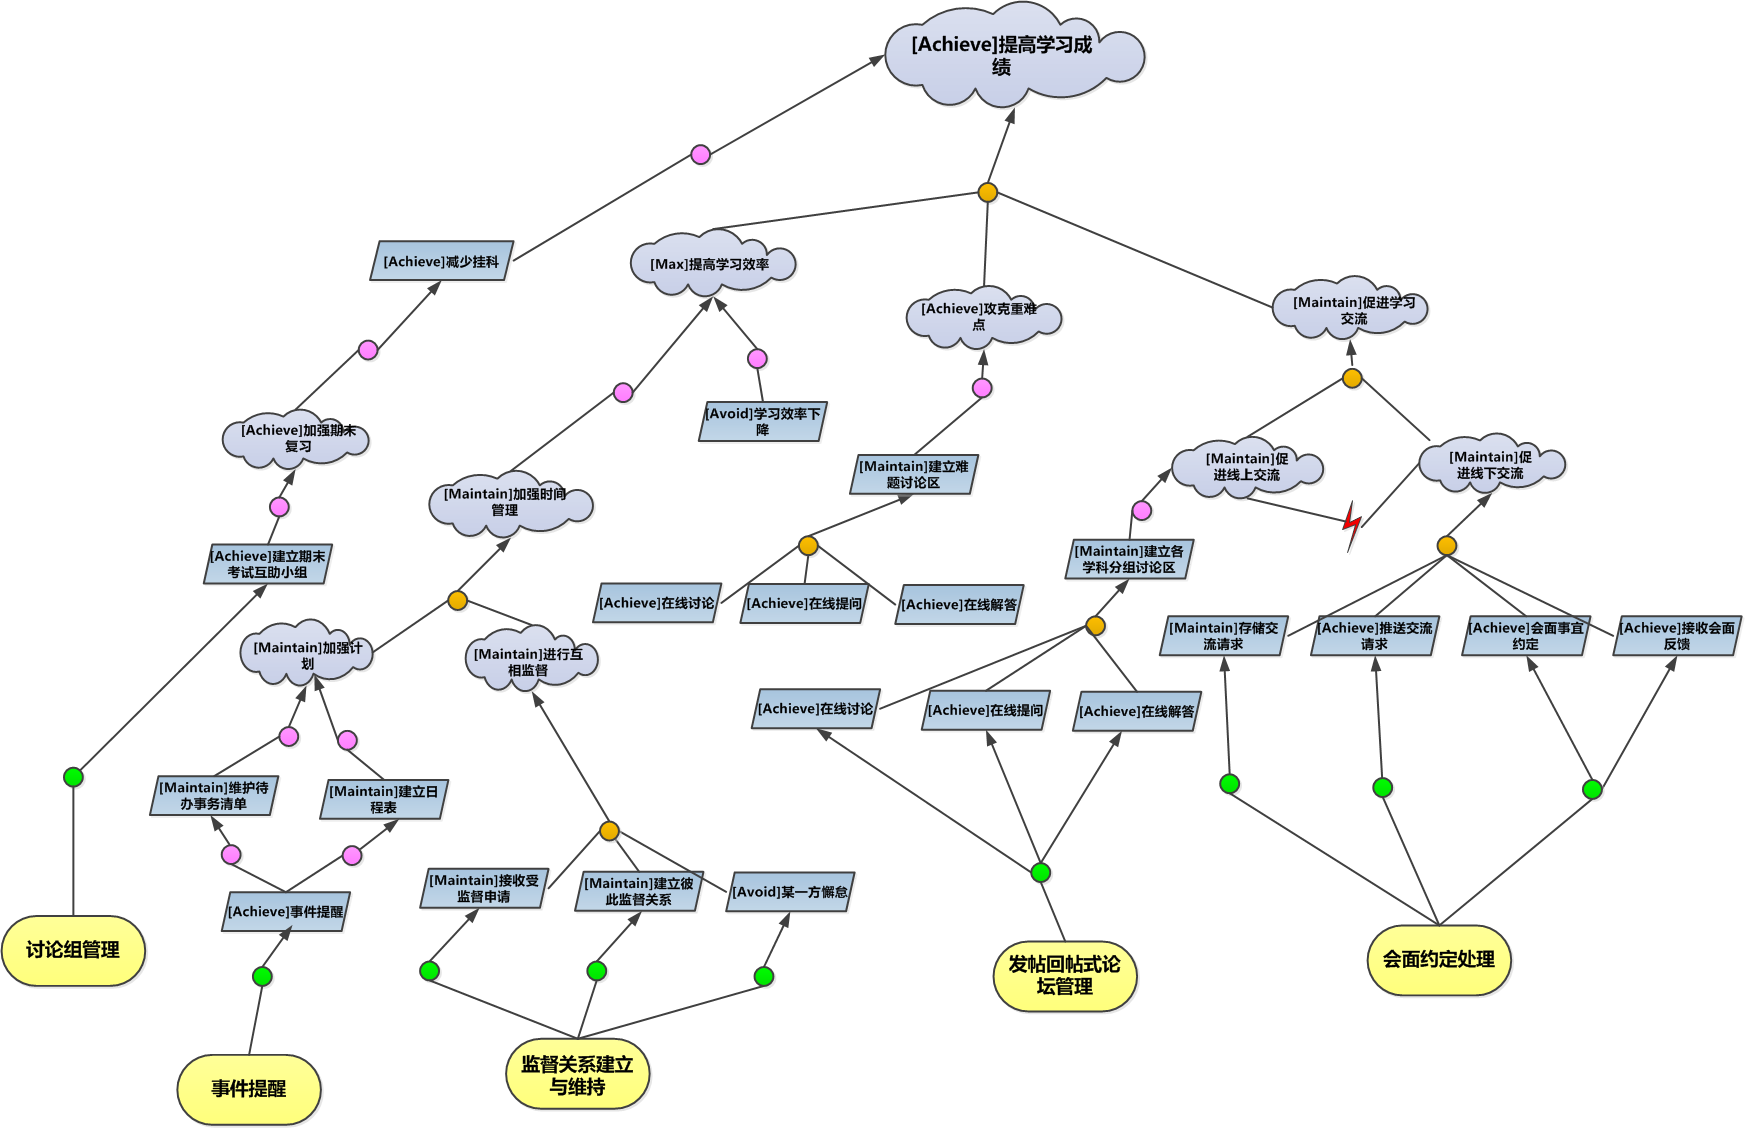 [Achieve]提高学习成
绩
[Achieve]减少挂科
[Max]提高学习效率
[Achieve]攻克重难
点
[Maintain]促进学习
交流
[Achieve]加强期末
复习
[Avoid]学习效率下
降
[Maintain]建立难
题讨论区
[Maintain]促
进线上交流
[Maintain]促
进线下交流
[Maintain]加强时间
管理
[Achieve]建立期末
考试互助小组
[Maintain]建立各
学科分组讨论区
[Achieve]在线讨论
[Achieve]在线提问
[Achieve]在线解答
[Maintain]加强计
划
[Maintain]进行互
相监督
[Maintain]存储交
流请求
[Achieve]推送交流
请求
[Achieve]会面事宜
约定
[Achieve]接收会面
反馈
[Achieve]在线讨论
[Achieve]在线提问
[Achieve]在线解答
[Maintain]维护待
办事务清单
[Maintain]建立日
程表
[Maintain]接收受
监督申请
[Maintain]建立彼
此监督关系
[Avoid]某一方懈怠
[Achieve]事件提醒
讨论组管理
发帖回帖式论
坛管理
会面约定处理
事件提醒
监督关系建立
与维持